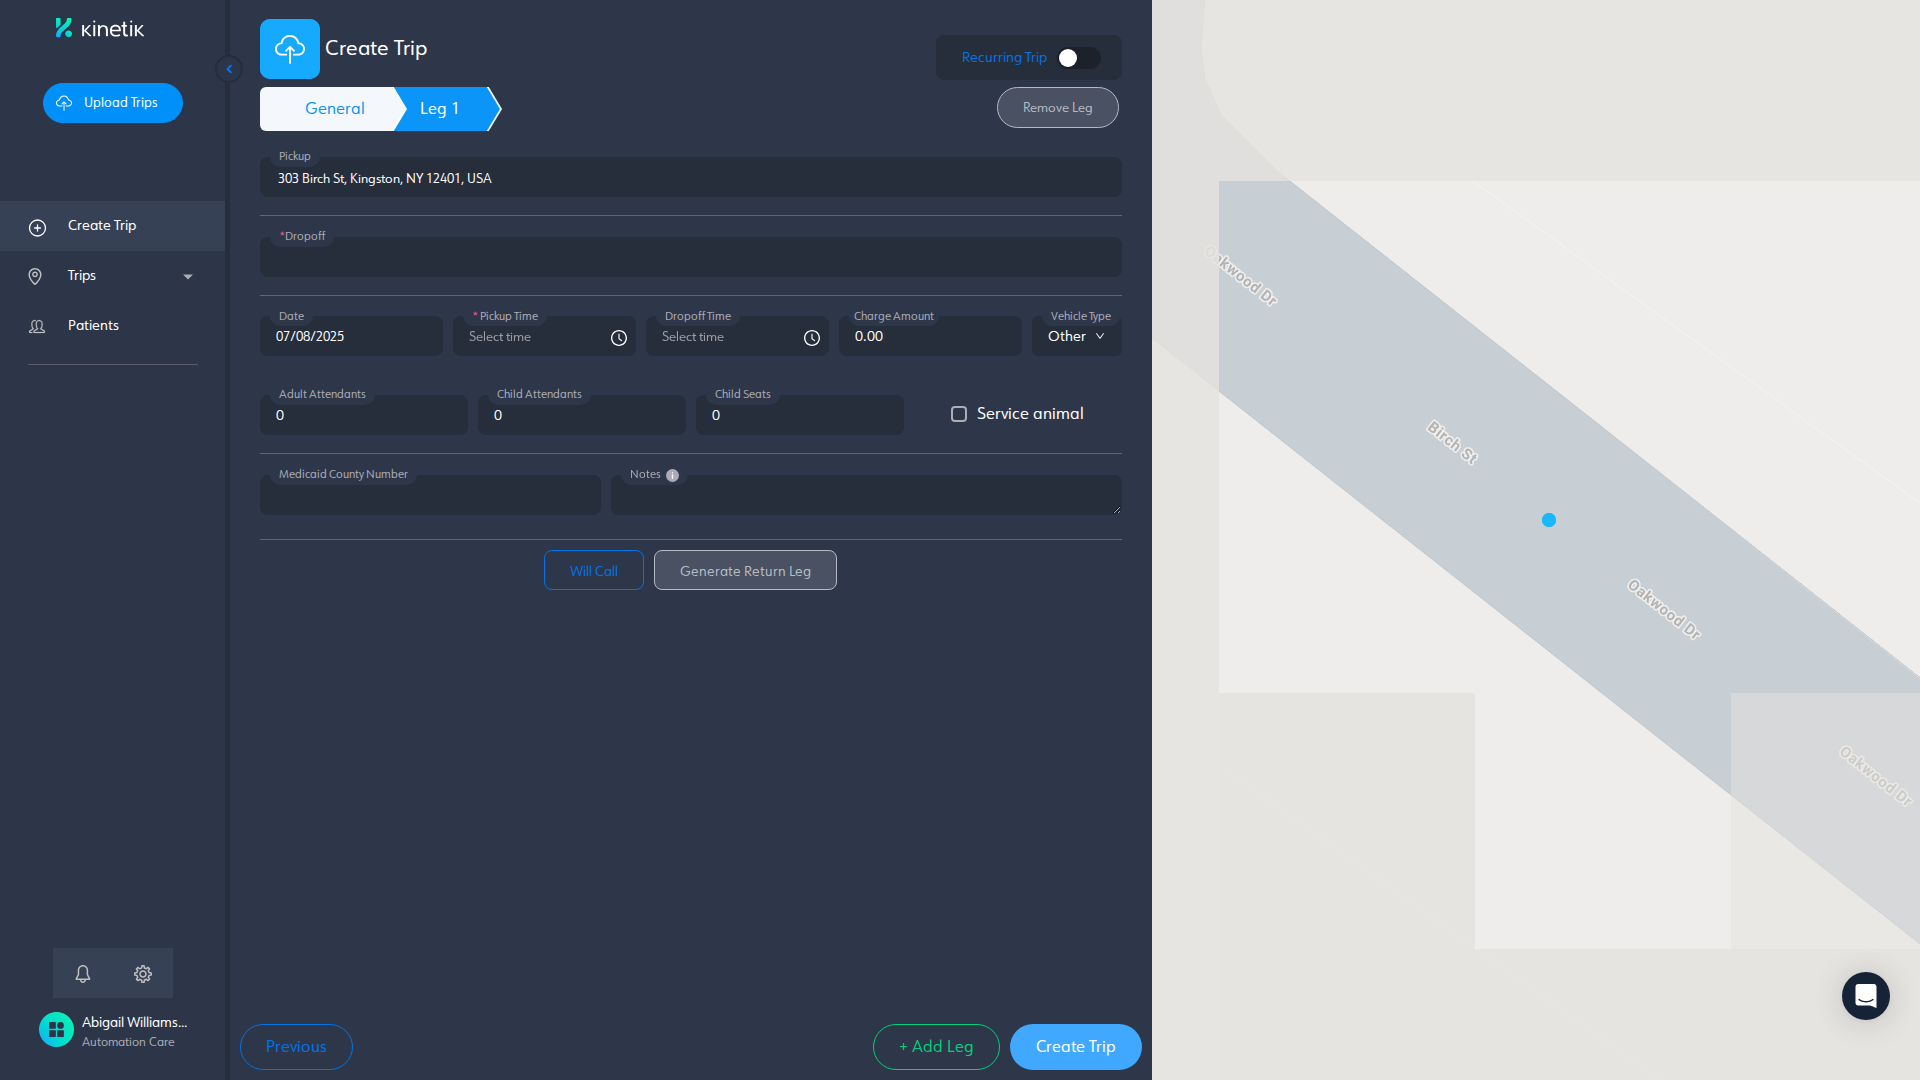 kinetik
Upload Trips
Create Trip
Trips
Patients
Abigail Williams...
Automation Care
Create Trip
Recurring Trip
General
Leg 1
Remove Leg
Pickup
303 Birch St, Kingston, NY 12401, USA
*Dropoff
Date
07/08/2025
* Pickup Time
Select time
Dropoff Time
Select time
Charge Amount
0.00
Vehicle Type
Other
Adult Attendants
0
Child Attendants
0
Child Seats
0
Service animal
Medicaid County Number
Notes
Will Call
Generate Return Leg
Previous
+ Add Leg
Create Trip
Oakwood Dr
Birch St
Oakwood Dr
Oakwood Dr